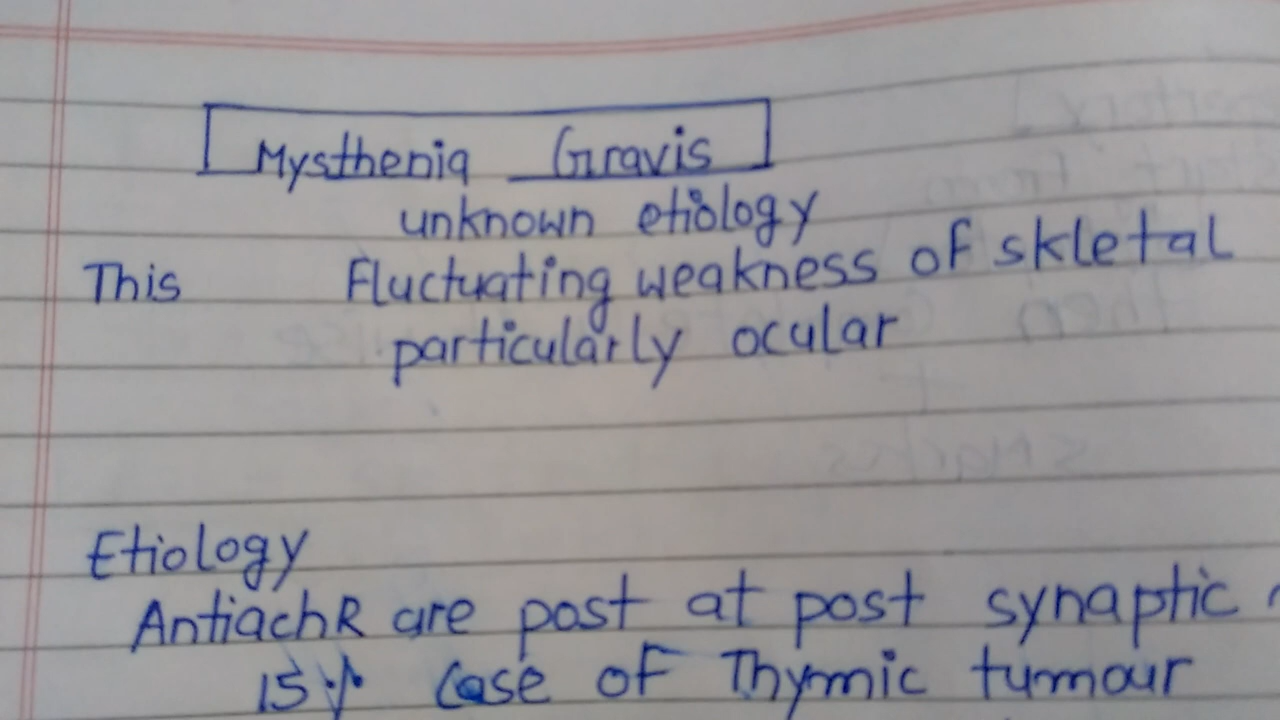 Mysthenia Gravis
unknown etiology
This Fluctuating weakness of skletal
particularly ocular
Etiology
AntiachR are post at post synaptic
15% Case of Thymic tumour